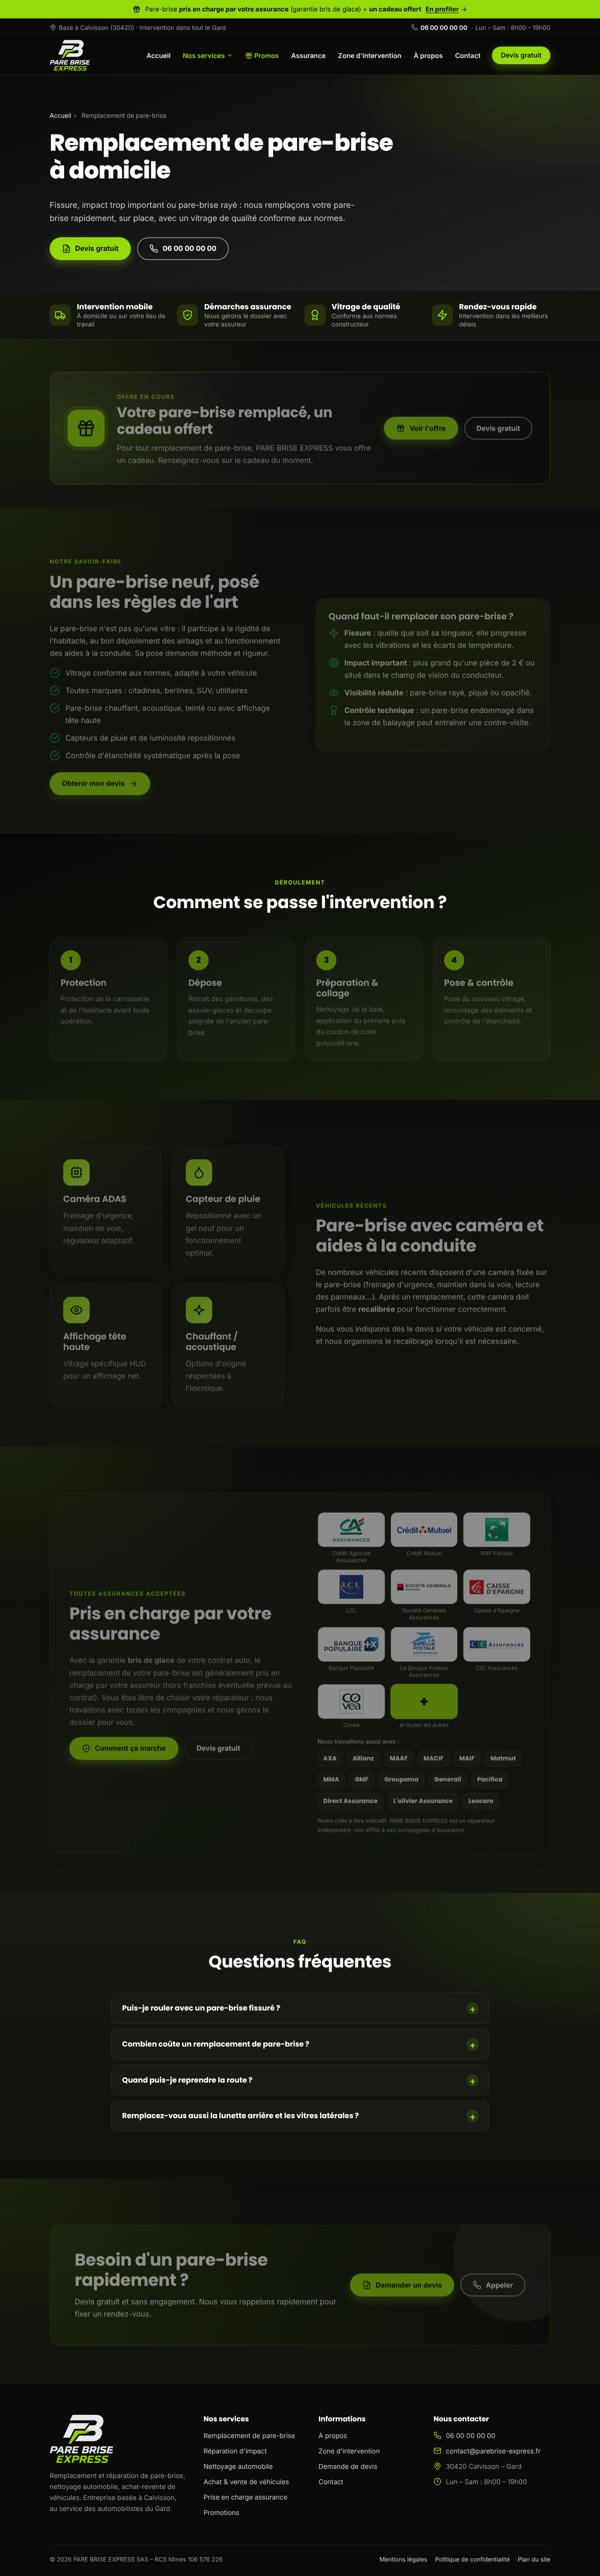 Pare-brise pris en charge par votre assurance (garantie bris de glace) + un cadeau offert En profiter →
Basé à Calvisson (30420) · Intervention dans tout le Gard
06 00 00 00 00 · Lun – Sam : 8h00 – 19h00
PARE BRISE
EXPRESS
Accueil Nos services Promos Assurance Zone d'intervention À propos Contact Devis gratuit
Accueil › Remplacement de pare-brise
Remplacement de pare-brise
à domicile
Fissure, impact trop important ou pare-brise rayé : nous remplaçons votre pare-
brise rapidement, sur place, avec un vitrage de qualité conforme aux normes.
Devis gratuit
06 00 00 00 00
Intervention mobile
À domicile ou sur votre lieu de
travail
Démarches assurance
Nous gérons le dossier avec
votre assureur
Vitrage de qualité
Conforme aux normes
constructeur
Rendez-vous rapide
Intervention dans les meilleurs
délais
OFFRE EN COURS
Votre pare-brise remplacé, un
cadeau offert
Pour tout remplacement de pare-brise, PARE BRISE EXPRESS vous offre
un cadeau. Renseignez-vous sur le cadeau du moment.
Voir l'offre
Devis gratuit
NOTRE SAVOIR-FAIRE
Un pare-brise neuf, posé
dans les règles de l'art
Le pare-brise n'est pas qu'une vitre : il participe à la rigidité de
l'habitacle, au bon déploiement des airbags et au fonctionnement
des aides à la conduite. Sa pose demande méthode et rigueur.
Vitrage conforme aux normes, adapté à votre véhicule
Toutes marques : citadines, berlines, SUV, utilitaires
Pare-brise chauffant, acoustique, teinté ou avec affichage
tête haute
Capteurs de pluie et de luminosité repositionnés
Contrôle d'étanchéité systématique après la pose
Obtenir mon devis →
Quand faut-il remplacer son pare-brise ?
Fissure : quelle que soit sa longueur, elle progresse
avec les vibrations et les écarts de température.
Impact important : plus grand qu'une pièce de 2 € ou
situé dans le champ de vision du conducteur.
Visibilité réduite : pare-brise rayé, piqué ou opacifié.
Contrôle technique : un pare-brise endommagé dans
la zone de balayage peut entraîner une contre-visite.
DÉROULEMENT
Comment se passe l'intervention ?
1
Protection
Protection de la carrosserie
et de l'habitacle avant toute
opération.
2
Dépose
Retrait des garnitures, des
essuie-glaces et découpe
soignée de l'ancien pare-
brise.
3
Préparation &
collage
Nettoyage de la baie,
application du primaire puis
du cordon de colle
polyuréthane.
4
Pose & contrôle
Pose du nouveau vitrage,
remontage des éléments et
contrôle de l'étanchéité.
Caméra ADAS
Freinage d'urgence,
maintien de voie,
régulateur adaptatif.
Capteur de pluie
Repositionné avec un
gel neuf pour un
fonctionnement
optimal.
Affichage tête
haute
Vitrage spécifique HUD
pour un affichage net.
Chauffant /
acoustique
Options d'origine
respectées à
l'identique.
VÉHICULES RÉCENTS
Pare-brise avec caméra et
aides à la conduite
De nombreux véhicules récents disposent d'une caméra fixée sur
le pare-brise (freinage d'urgence, maintien dans la voie, lecture
des panneaux…). Après un remplacement, cette caméra doit
parfois être recalibrée pour fonctionner correctement.
Nous vous indiquons dès le devis si votre véhicule est concerné,
et nous organisons le recalibrage lorsqu'il est nécessaire.
TOUTES ASSURANCES ACCEPTÉES
Pris en charge par votre
assurance
Avec la garantie bris de glace de votre contrat auto, le
remplacement de votre pare-brise est généralement pris en
charge par votre assureur (hors franchise éventuelle prévue au
contrat). Vous êtes libre de choisir votre réparateur : nous
travaillons avec toutes les compagnies et montons le
dossier pour vous.
Comment ça marche
Devis gratuit
CA
ASSURANCES
Crédit Agricole
Assurances
Crédit Mutuel
Crédit Mutuel
BNP Paribas
LCL
LCL
SOCIETE GENERALE
Société Générale
Assurances
CAISSE
D'EPARGNE
Caisse d'Epargne
BANQUE
POPULAIRE
Banque Populaire
La Banque Postale
Assurances
CIC Assurances
CIC Assurances
covéa
Covéa
+
et toutes les autres
Nous travaillons aussi avec :
AXA Allianz MAAF MACIF MAIF Matmut
MMA GMF Groupama Generali Pacifica
Direct Assurance L'olivier Assurance Leocare
Noms cités à titre indicatif. PARE BRISE EXPRESS est un réparateur
indépendant, non affilié à ces compagnies d'assurance.
FAQ
Questions fréquentes
Puis-je rouler avec un pare-brise fissuré ?
Combien coûte un remplacement de pare-brise ?
Quand puis-je reprendre la route ?
Remplacez-vous aussi la lunette arrière et les vitres latérales ?
Besoin d'un pare-brise
rapidement ?
Devis gratuit et sans engagement. Nous vous rappelons rapidement pour
fixer un rendez-vous.
Demander un devis
Appeler
PARE BRISE
EXPRESS
Remplacement et réparation de pare-brise,
nettoyage automobile, achat-revente de
véhicules. Entreprise basée à Calvisson,
au service des automobilistes du Gard.
Nos services
Remplacement de pare-brise
Réparation d'impact
Nettoyage automobile
Achat & vente de véhicules
Prise en charge assurance
Promotions
Informations
À propos
Zone d'intervention
Demande de devis
Contact
Nous contacter
06 00 00 00 00
contact@parebrise-express.fr
30420 Calvisson – Gard
Lun – Sam : 8h00 – 19h00
© 2026 PARE BRISE EXPRESS SAS – RCS Nîmes 106 576 226
Mentions légales Politique de confidentialité Plan du site